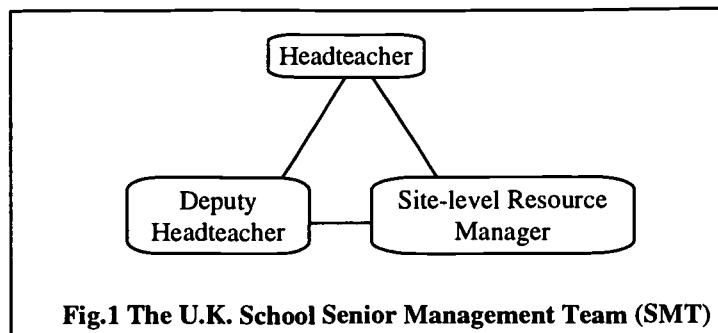 Headteacher
Deputy
Headteacher
Site-level Resource
Manager
Fig.1 The U.K. School Senior Management Team (SMT)